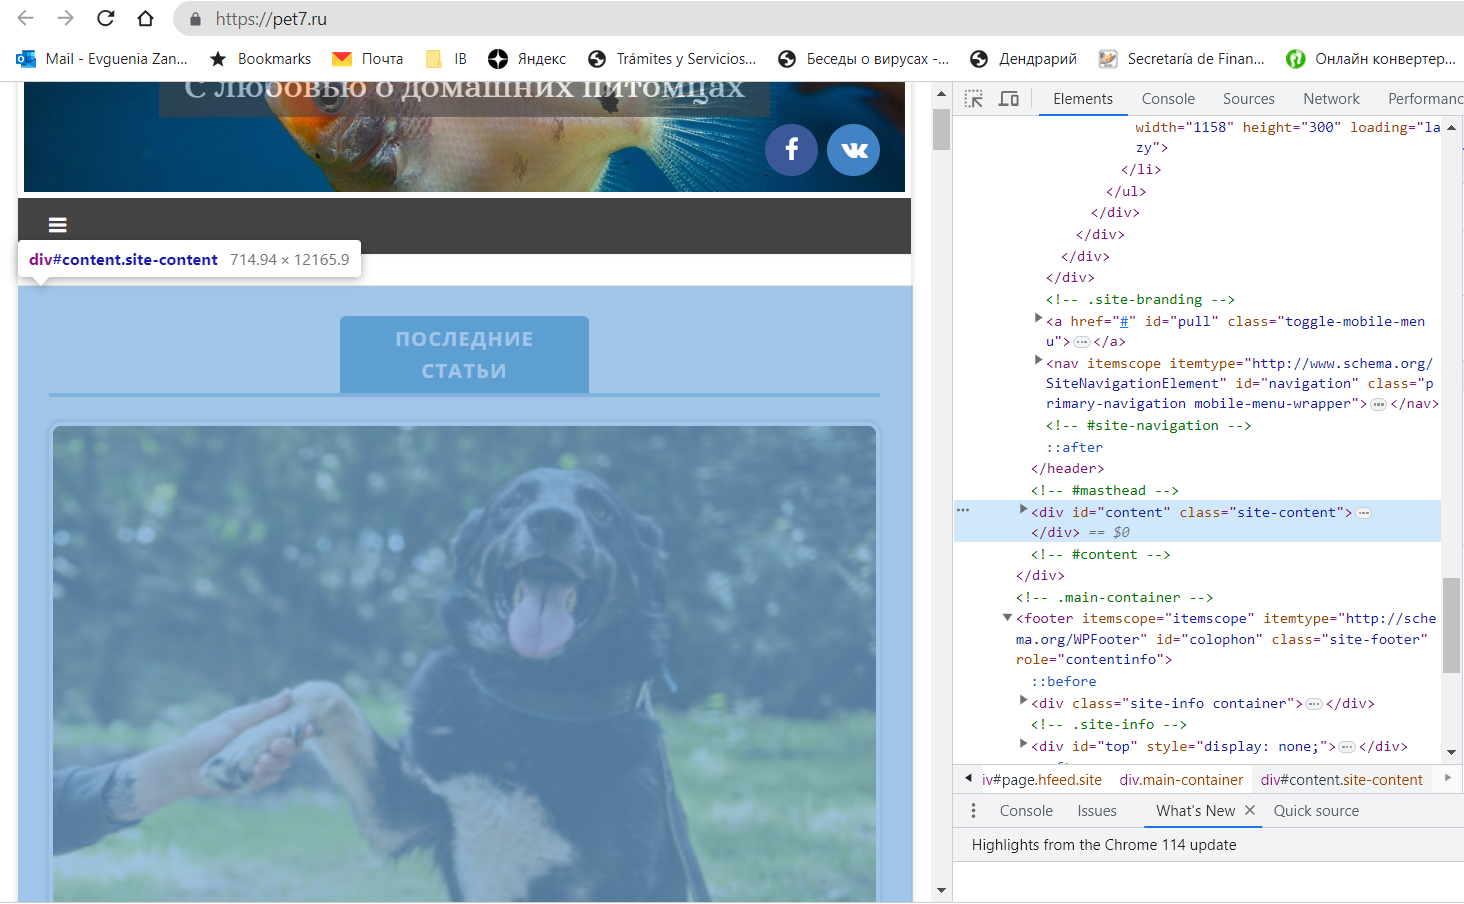 https://pet7.ru
Mail - Evguenia Zan...
Bookmarks
Почта
IB
Яндекс
Trámites y Servicios...
Беседы о вирусах -...
Дендрарий
Secretaría de Finan...
Онлайн конвертер...
С любовью о домашних питомцах
div#content.site-content 714.94 × 12165.9
ПОСЛЕДНИЕ
СТАТЬИ
Elements Console Sources Network Performanc
width="1158" height="300" loading="la
zy">
</li>
</ul>
</div>
</div>
</div>
</div>
<!-- .site-branding -->
<a href="#" id="pull" class="toggle-mobile-men
u">…</a>
<nav itemscope itemtype="http://www.schema.org/
SiteNavigationElement" id="navigation" class="p
rimary-navigation mobile-menu-wrapper">…</nav>
<!-- #site-navigation -->
::after
</header>
<!-- #masthead -->
<div id="content" class="site-content">…
</div> == $0
<!-- #content -->
</div>
<!-- .main-container -->
<footer itemscope="itemscope" itemtype="http://sche
ma.org/WPFooter" id="colophon" class="site-footer"
role="contentinfo">
::before
<div class="site-info container">…</div>
<!-- .site-info -->
<div id="top" style="display: none;">…</div>
iv#page.hfeed.site div.main-container div#content.site-content
Console Issues What's New Quick source
Highlights from the Chrome 114 update